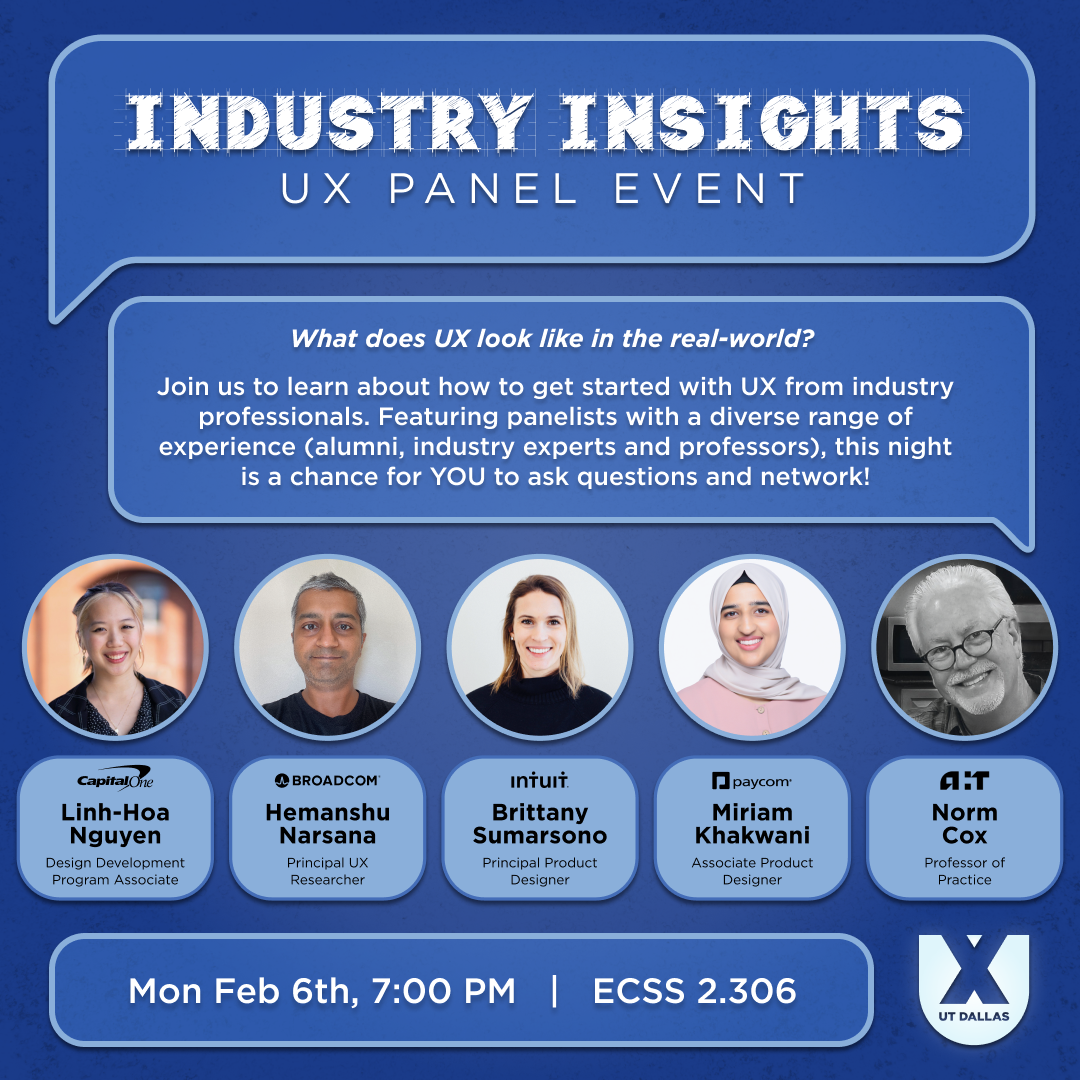 INDUSTRY INSIGHTS
UX PANEL EVENT
What does UX look like in the real-world?
Join us to learn about how to get started with UX from industry
professionals. Featuring panelists with a diverse range of
experience (alumni, industry experts and professors), this night
is a chance for YOU to ask questions and network!
Capital One
Linh-Hoa
Nguyen
Design Development
Program Associate
BROADCOM
Hemanshu
Narsana
Principal UX
Researcher
INTUIT
Brittany
Sumarsono
Principal Product
Designer
paycom
Miriam
Khakwani
Associate Product
Designer
A:T
Norm
Cox
Professor of
Practice
Mon Feb 6th, 7:00 PM | ECSS 2.306
X
UT DALLAS